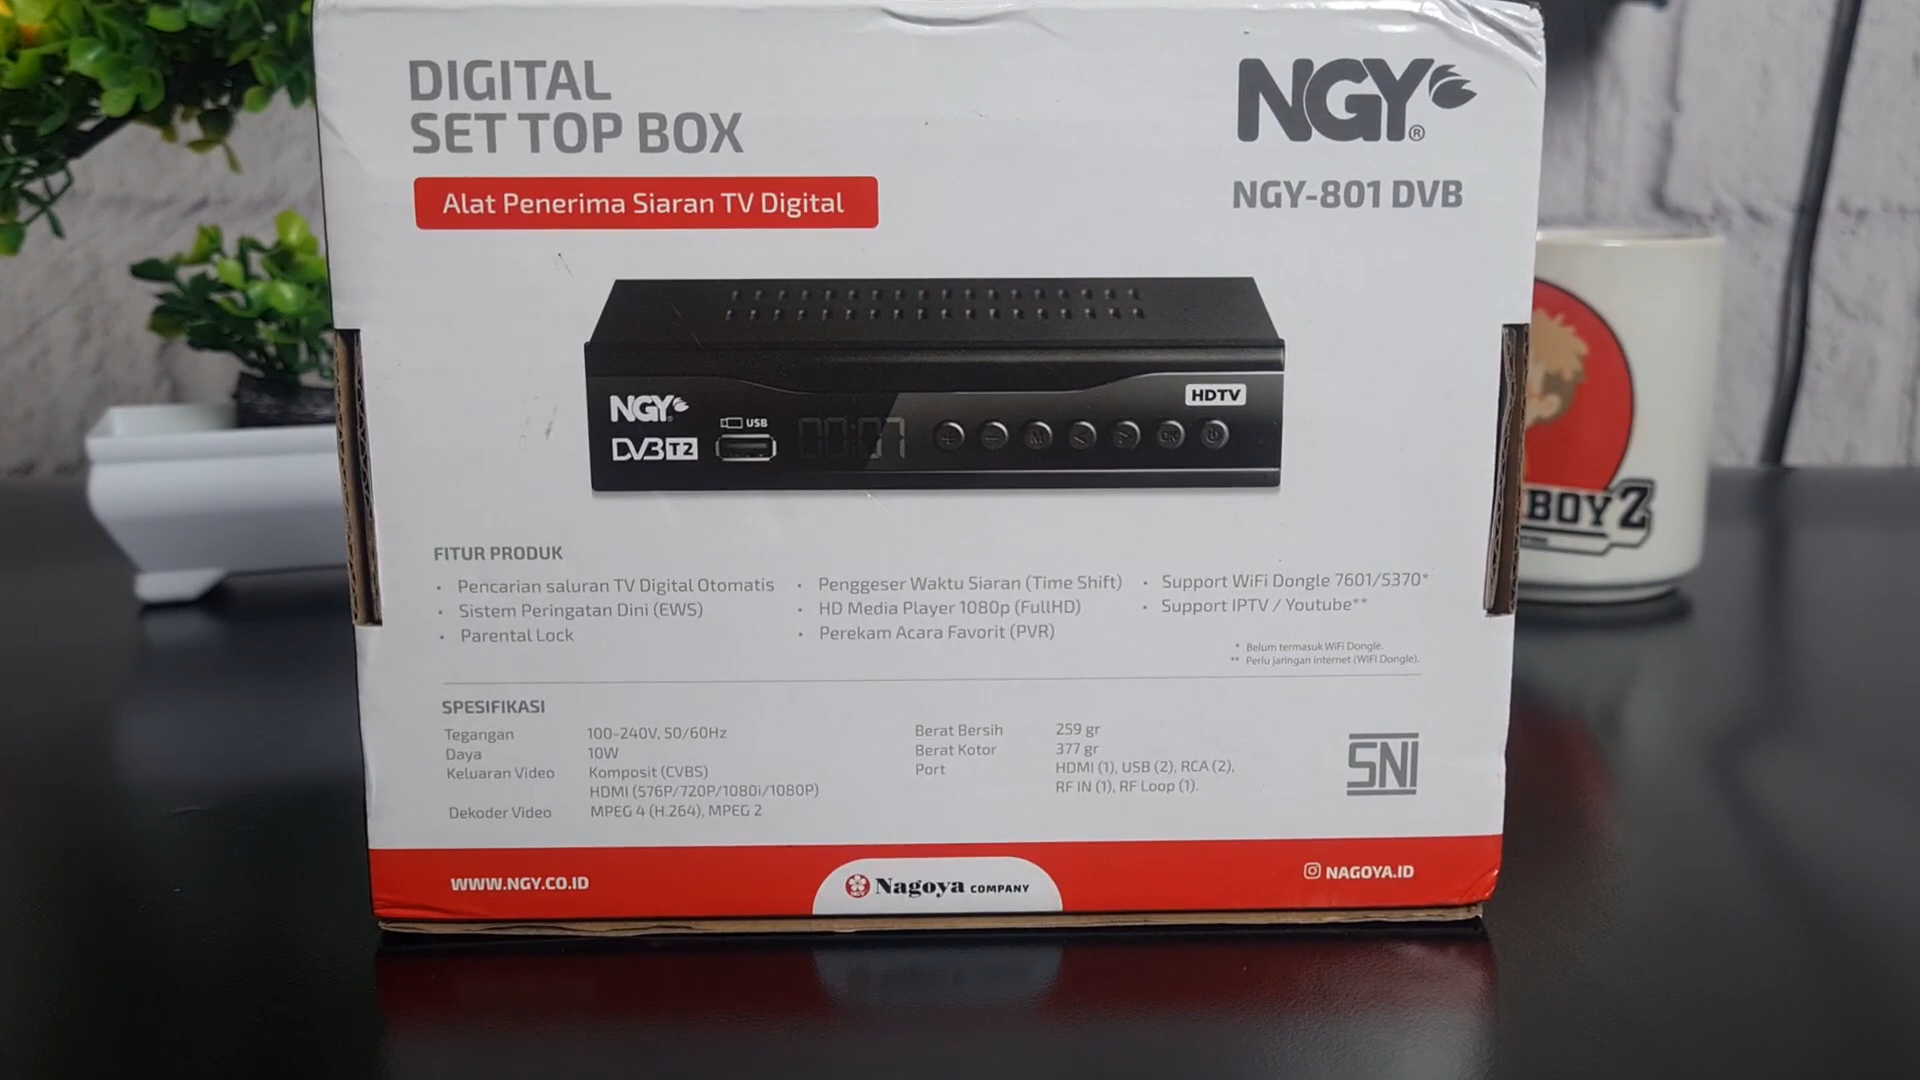 DIGITAL
SET TOP BOX
Alat Penerima Siaran TV Digital
NGY®
NGY-801 DVB
HDTV
NGY
DVB T2
USB
00:07
+ - M < > OK
FITUR PRODUK
• Pencarian saluran TV Digital Otomatis
• Sistem Peringatan Dini (EWS)
• Parental Lock
• Penggeser Waktu Siaran (Time Shift)
• HD Media Player 1080p (FullHD)
• Perekam Acara Favorit (PVR)
• Support WiFi Dongle 7601/5370*
• Support IPTV / Youtube**
* Belum termasuk WiFi Dongle.
** Perlu jaringan internet (WIFI Dongle).
SPESIFIKASI
Tegangan 100-240V, 50/60Hz
Daya 10W
Keluaran Video Komposit (CVBS)
HDMI (576P/720P/1080i/1080P)
Dekoder Video MPEG 4 (H.264), MPEG 2
Berat Bersih 259 gr
Berat Kotor 377 gr
Port HDMI (1), USB (2), RCA (2),
RF IN (1), RF Loop (1).
SNI
WWW.NGY.CO.ID
Nagoya COMPANY
NAGOYA.ID
BOY Z